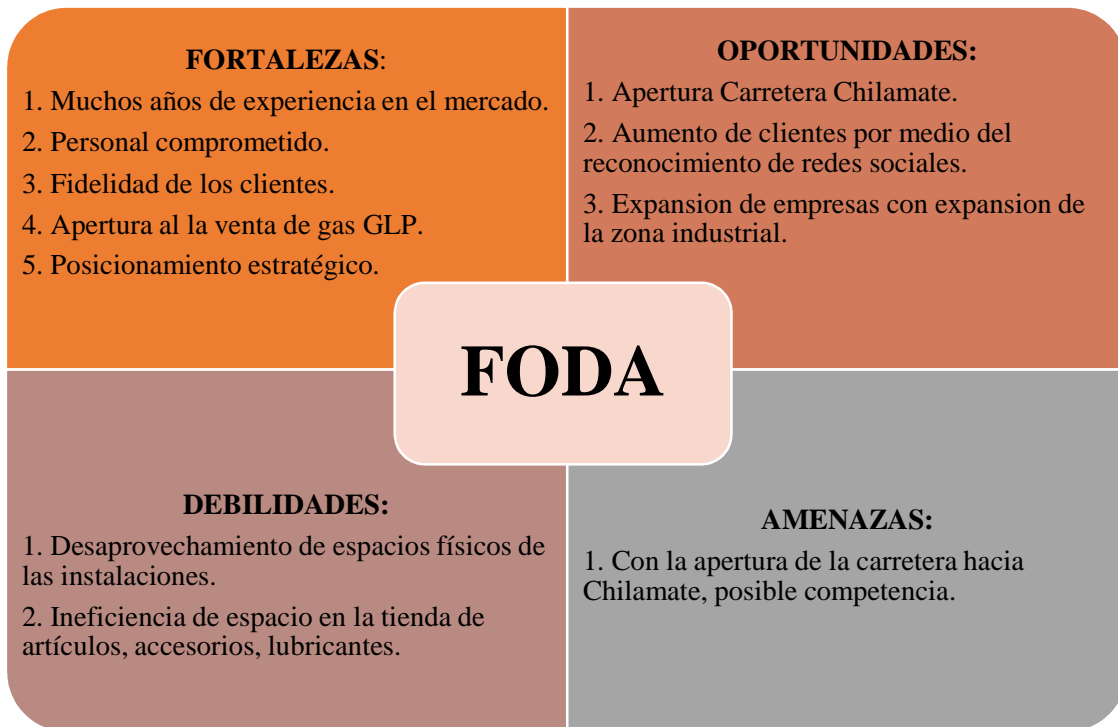 FORTALEZAS:
1. Muchos años de experiencia en el mercado.
2. Personal comprometido.
3. Fidelidad de los clientes.
4. Apertura al la venta de gas GLP.
5. Posicionamiento estratégico.
OPORTUNIDADES:
1. Apertura Carretera Chilamate.
2. Aumento de clientes por medio del
reconocimiento de redes sociales.
3. Expansion de empresas con expansion de
la zona industrial.
FODA
DEBILIDADES:
1. Desaprovechamiento de espacios físicos de
las instalaciones.
2. Ineficiencia de espacio en la tienda de
artículos, accesorios, lubricantes.
AMENAZAS:
1. Con la apertura de la carretera hacia
Chilamate, posible competencia.